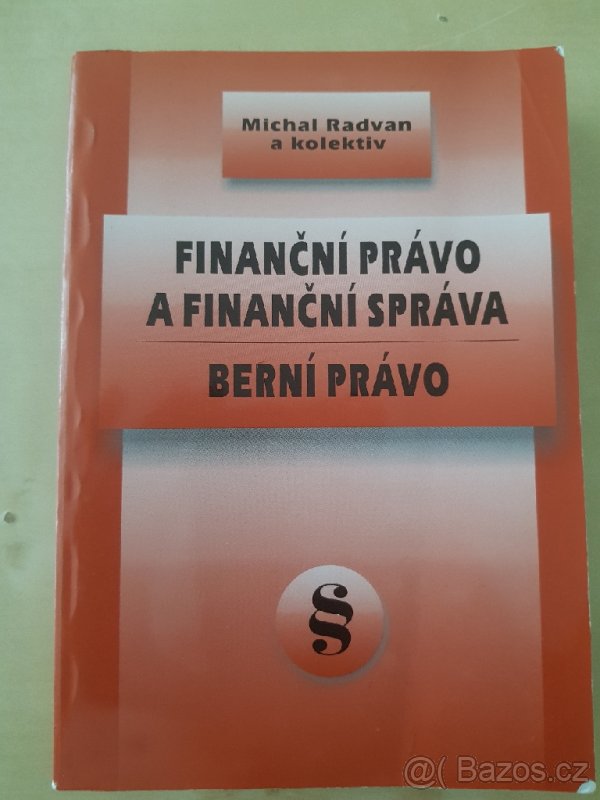 Michal Radvan
a kolektiv
FINANČNÍ PRÁVO
A FINANČNÍ SPRÁVA
BERNÍ PRÁVO
§
@( Bazos.cz